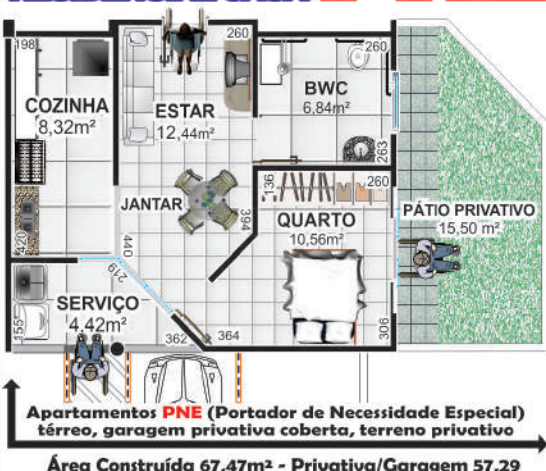 198
260
260
COZINHA
8,32m²
ESTAR
12,44m²
BWC
6,84m²
263
JANTAR
136
260
394
QUARTO
10,56m²
PÁTIO PRIVATIVO
15,50 m²
420
440
219
SERVIÇO
4,42m²
155
362
364
306
Apartamentos PNE (Portador de Necessidade Especial)
térreo, garagem privativa coberta, terreno privativo
Área Construída 67,47m² - Privativa/Garagem 57,29